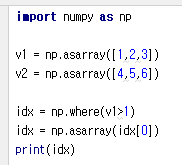 import numpy as np
v1 = np.asarray([1,2,3])
v2 = np.asarray([4,5,6])
idx = np.where(v1>1)
idx = np.asarray(idx[0])
print(idx)